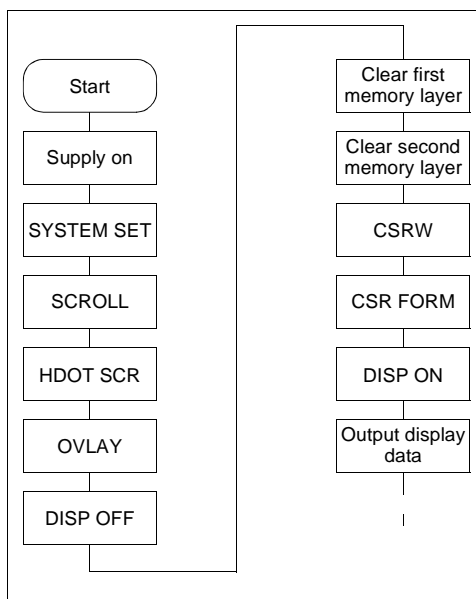 Start
Supply on
SYSTEM SET
SCROLL
HDOT SCR
OVLAY
DISP OFF
Clear first
memory layer
Clear second
memory layer
CSRW
CSR FORM
DISP ON
Output display
data